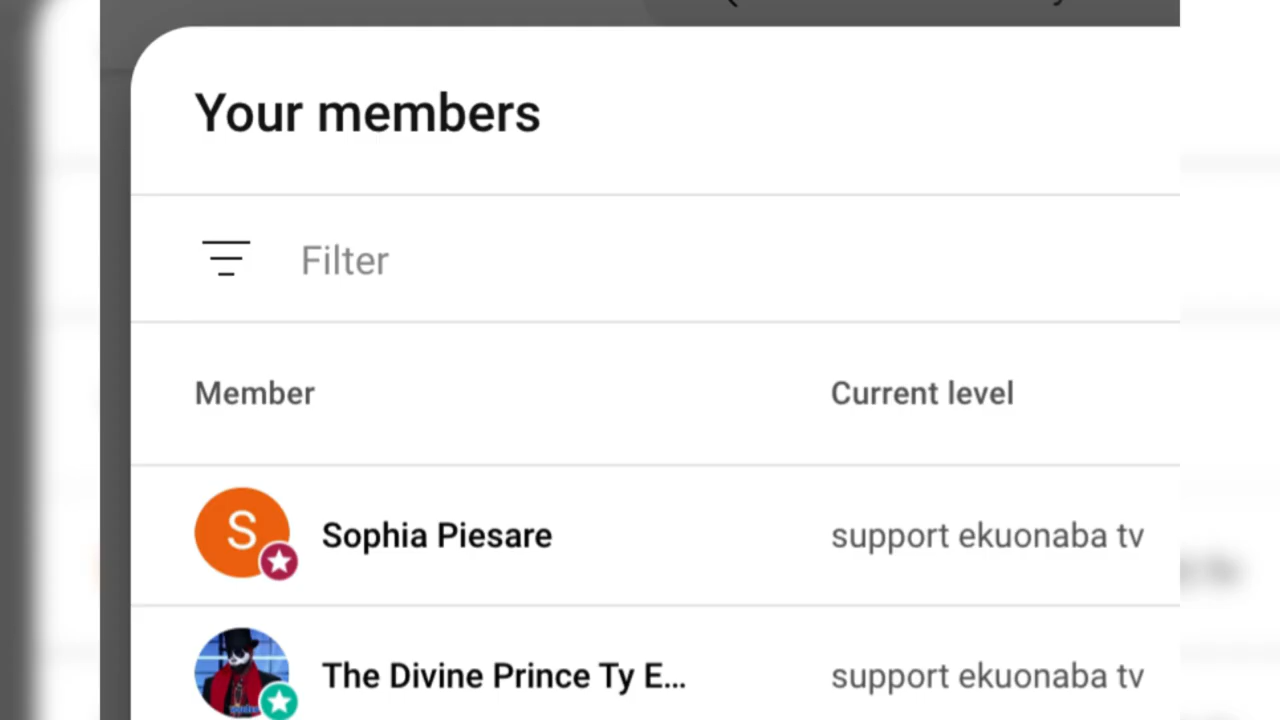 Your members
Filter
Member Current level
S Sophia Piesare support ekuonaba tv
The Divine Prince Ty E... support ekuonaba tv